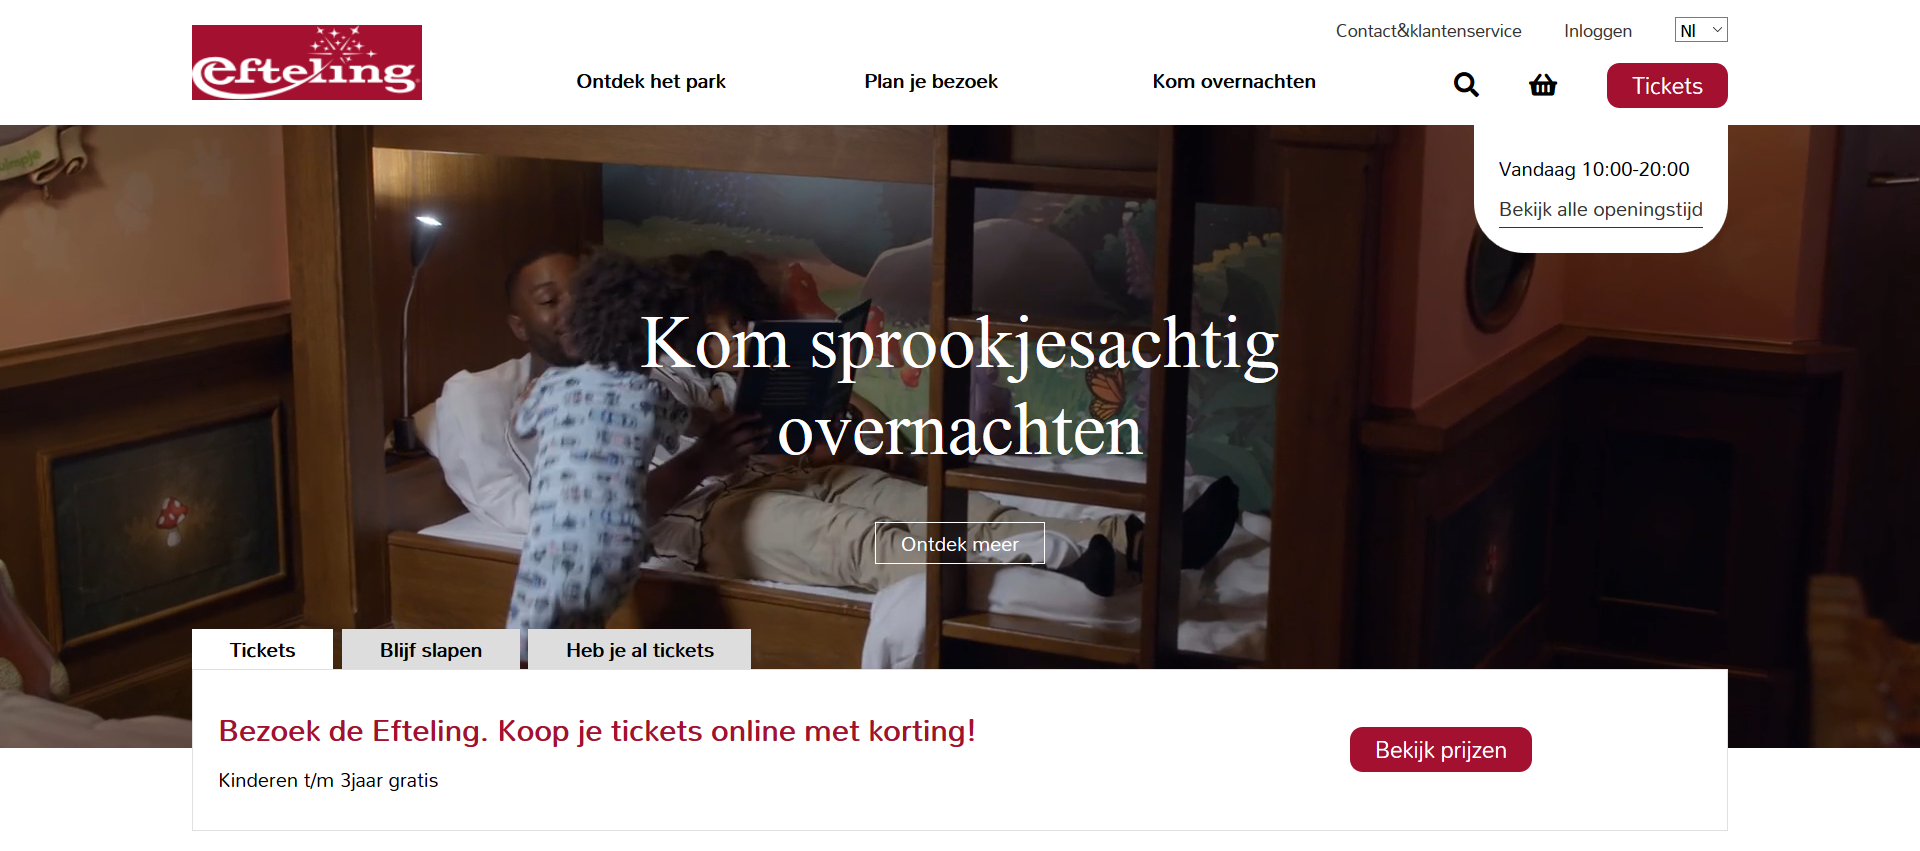 Contact&klantenservice
Inloggen
Nl
efteling
Ontdek het park
Plan je bezoek
Kom overnachten
Tickets
Vandaag 10:00-20:00
Bekijk alle openingstijd
Kom sprookjesachtig
overnachten
Ontdek meer
Tickets
Blijf slapen
Heb je al tickets
Bezoek de Efteling. Koop je tickets online met korting!
Kinderen t/m 3jaar gratis
Bekijk prijzen